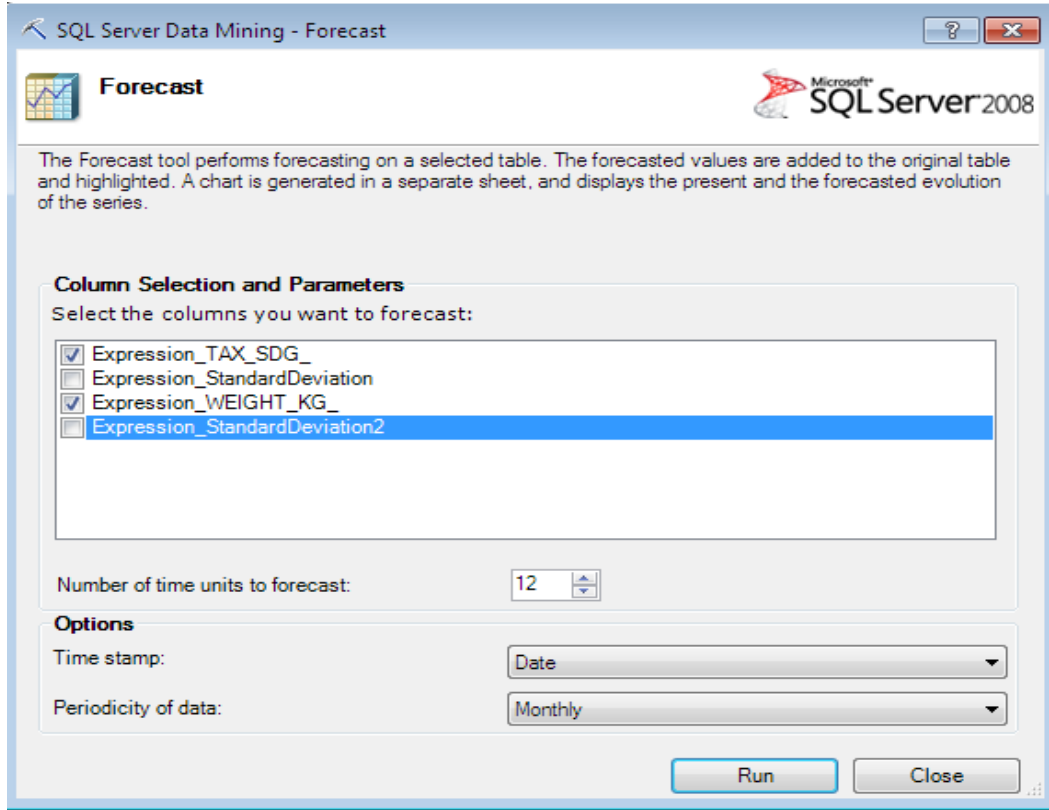 SQL Server Data Mining - Forecast
?
Forecast
Microsoft®
SQL Server 2008
The Forecast tool performs forecasting on a selected table. The forecasted values are added to the original table
and highlighted. A chart is generated in a separate sheet, and displays the present and the forecasted evolution
of the series.
Column Selection and Parameters
Select the columns you want to forecast:
Expression_TAX_SDG_
Expression_StandardDeviation
Expression_WEIGHT_KG_
Expression_StandardDeviation2
Number of time units to forecast: 12
Options
Time stamp: Date
Periodicity of data: Monthly
Run Close